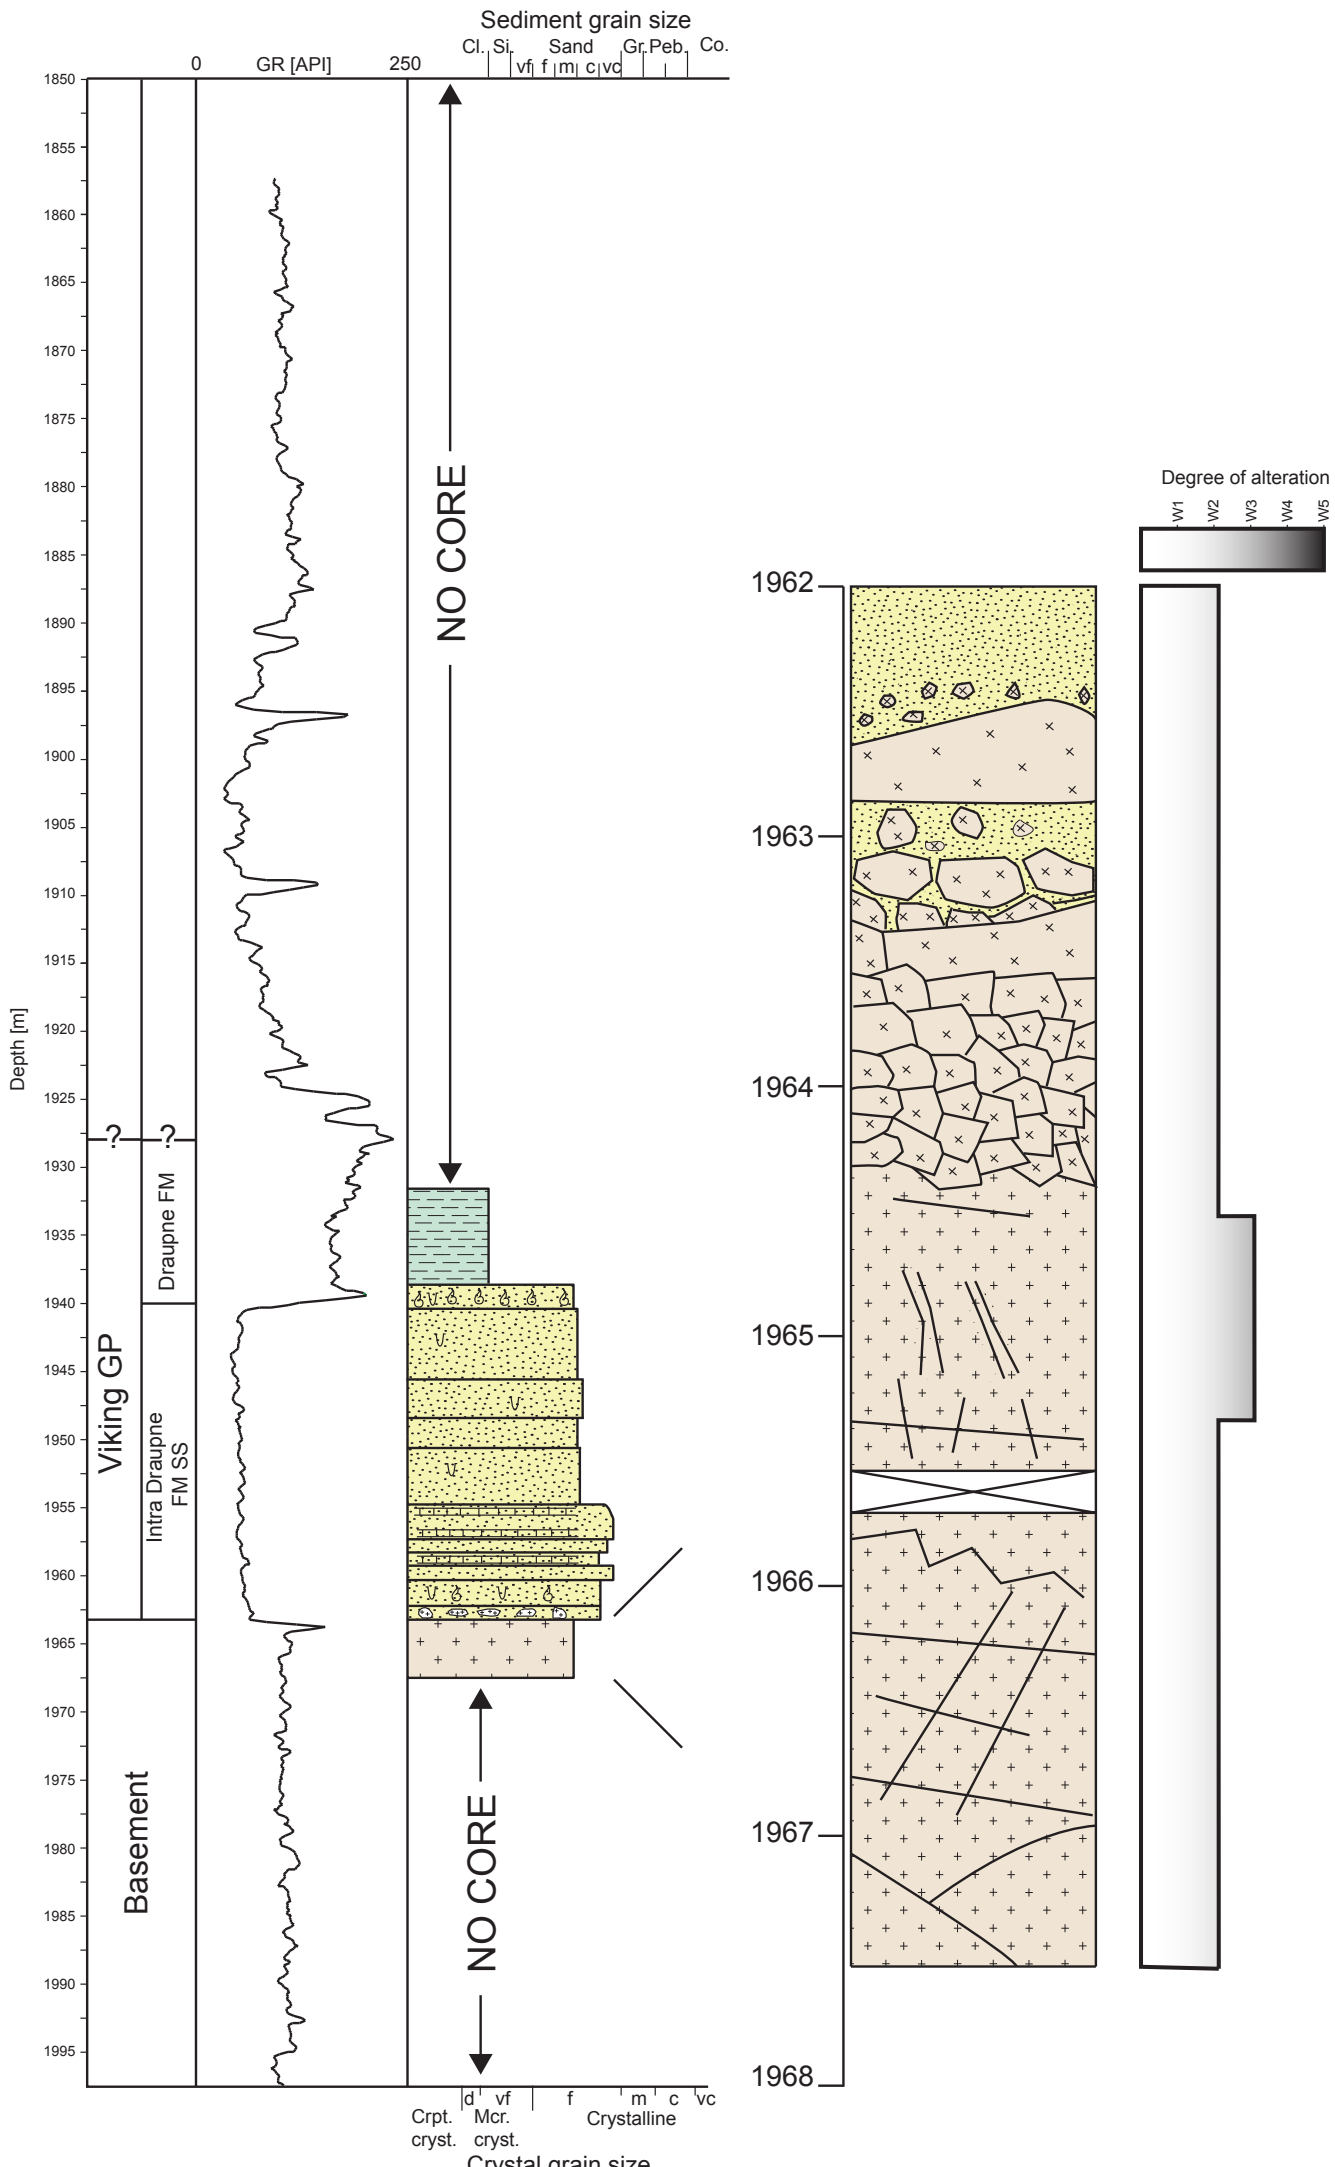 Sediment grain size
Cl. Si. Sand Gr. Peb. Co.
0 GR [API] 250 vf f m c vc
1850
1855
1860
1865
1870
1875
1880
1885
1890
1895
1900
1905
1910
1915
1920
1925
1930
1935
1940
1945
1950
1955
1960
1965
1970
1975
1980
1985
1990
1995
Depth [m]
? ?
Viking GP
Draupne FM
Intra Draupne
FM SS
Basement
NO CORE
NO CORE
d vf f m c vc
Crpt. Mcr. Crystalline
cryst. cryst.
Crystal grain size
1962
1963
1964
1965
1966
1967
1968
Degree of alteration
W1 W2 W3 W4 W5